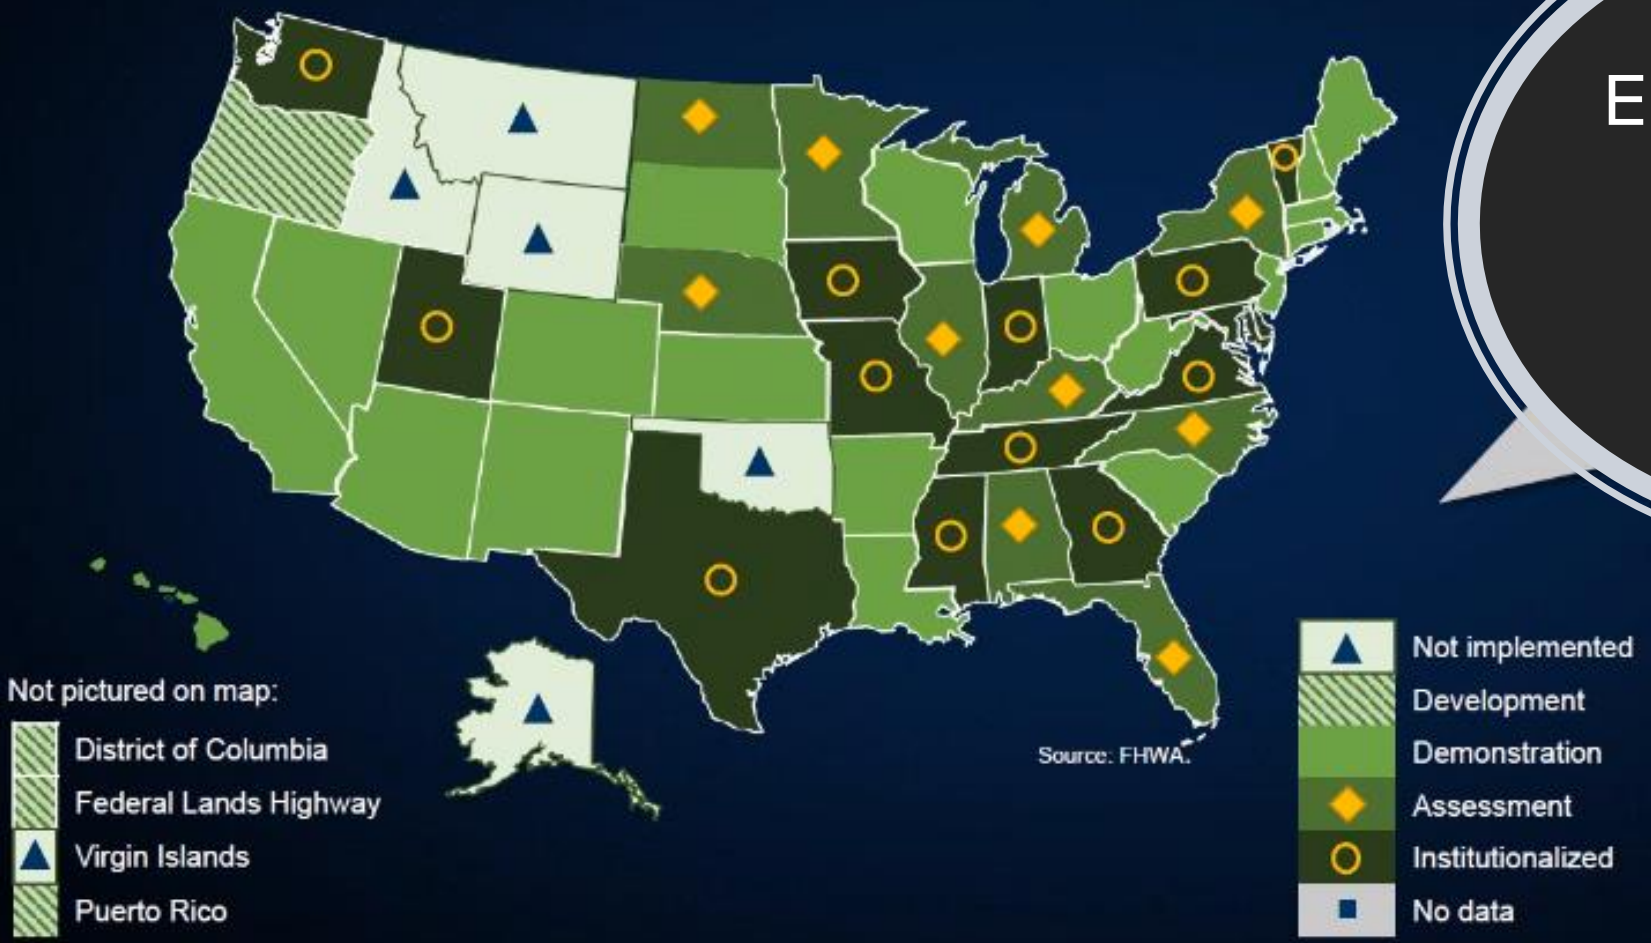 E
Not pictured on map:
District of Columbia
Federal Lands Highway
Virgin Islands
Puerto Rico
Source: FHWA.
Not implemented
Development
Demonstration
Assessment
Institutionalized
No data